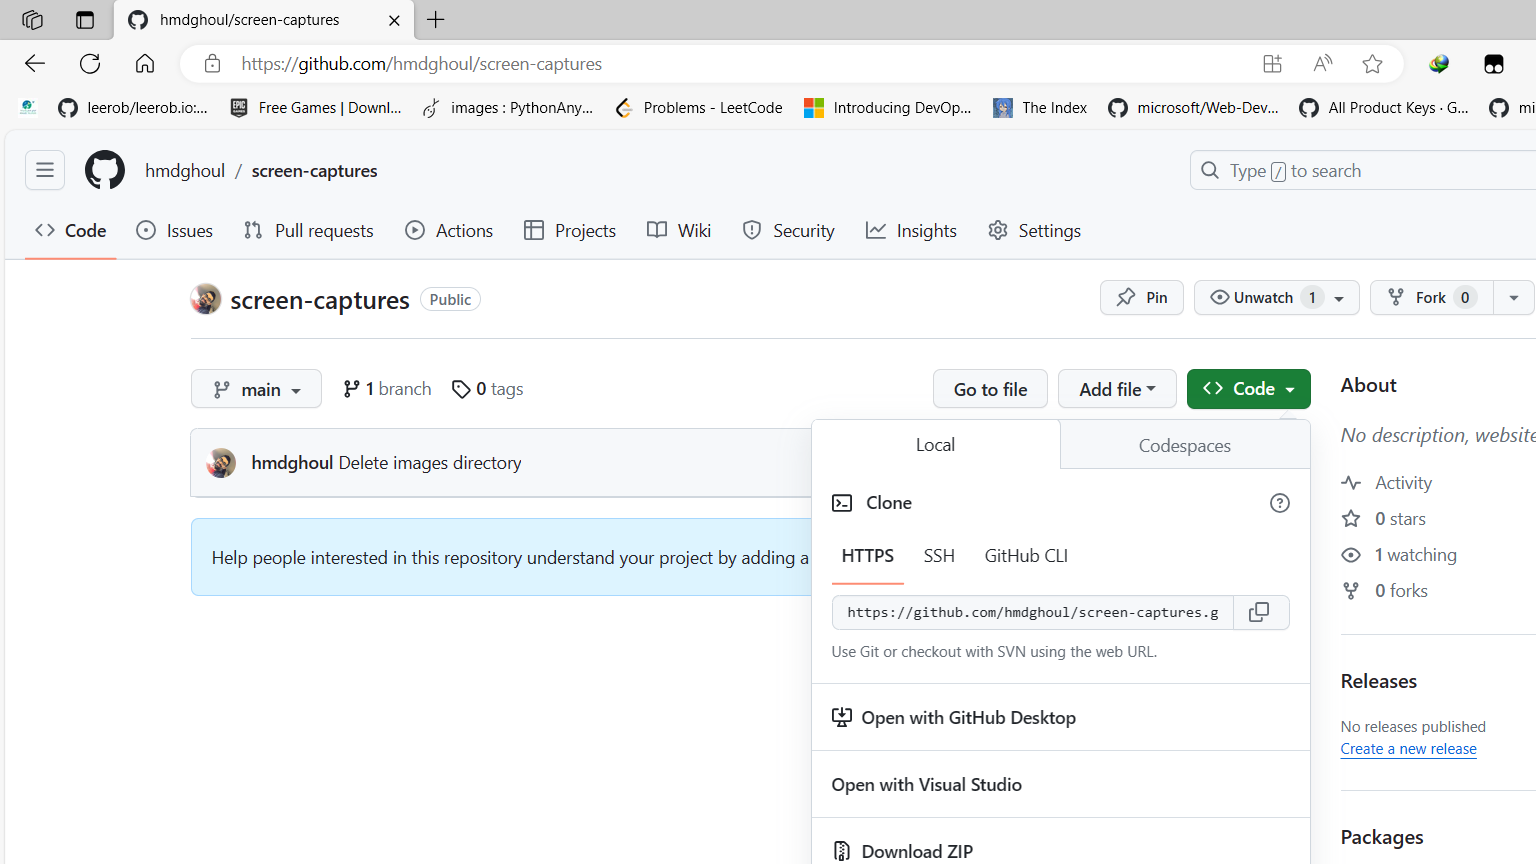 hmdghoul/screen-captures
https://github.com/hmdghoul/screen-captures
leerob/leerob.io:...
Free Games | Downl...
images : PythonAny...
Problems - LeetCode
Introducing DevOp...
The Index
microsoft/Web-Dev...
All Product Keys · G...
mi
hmdghoul / screen-captures
Type / to search
Code
Issues
Pull requests
Actions
Projects
Wiki
Security
Insights
Settings
screen-captures
Public
Pin
Unwatch 1
Fork 0
main
1 branch
0 tags
Go to file
Add file
Code
About
Local
Codespaces
No description, website
hmdghoul Delete images directory
Activity
Clone
0 stars
HTTPS
SSH
GitHub CLI
1 watching
Help people interested in this repository understand your project by adding a
0 forks
https://github.com/hmdghoul/screen-captures.g
Use Git or checkout with SVN using the web URL.
Releases
Open with GitHub Desktop
No releases published
Create a new release
Open with Visual Studio
Packages
Download ZIP